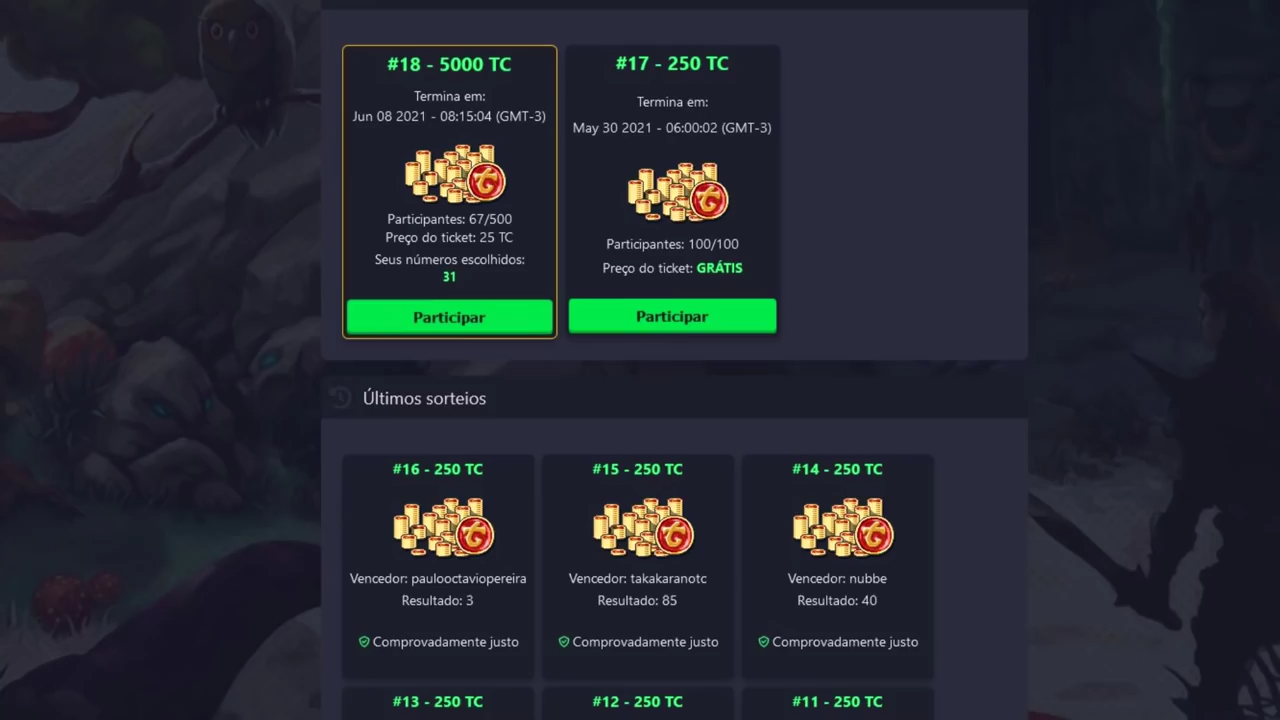 #18 - 5000 TC
Termina em:
Jun 08 2021 - 08:15:04 (GMT-3)
Participantes: 67/500
Preço do ticket: 25 TC
Seus números escolhidos:
31
Participar
#17 - 250 TC
Termina em:
May 30 2021 - 06:00:02 (GMT-3)
Participantes: 100/100
Preço do ticket: GRÁTIS
Participar
Últimos sorteios
#16 - 250 TC
Vencedor: paulooctaviopereira
Resultado: 3
Comprovadamente justo
#15 - 250 TC
Vencedor: takakaranotc
Resultado: 85
Comprovadamente justo
#14 - 250 TC
Vencedor: nubbe
Resultado: 40
Comprovadamente justo
#13 - 250 TC
#12 - 250 TC
#11 - 250 TC